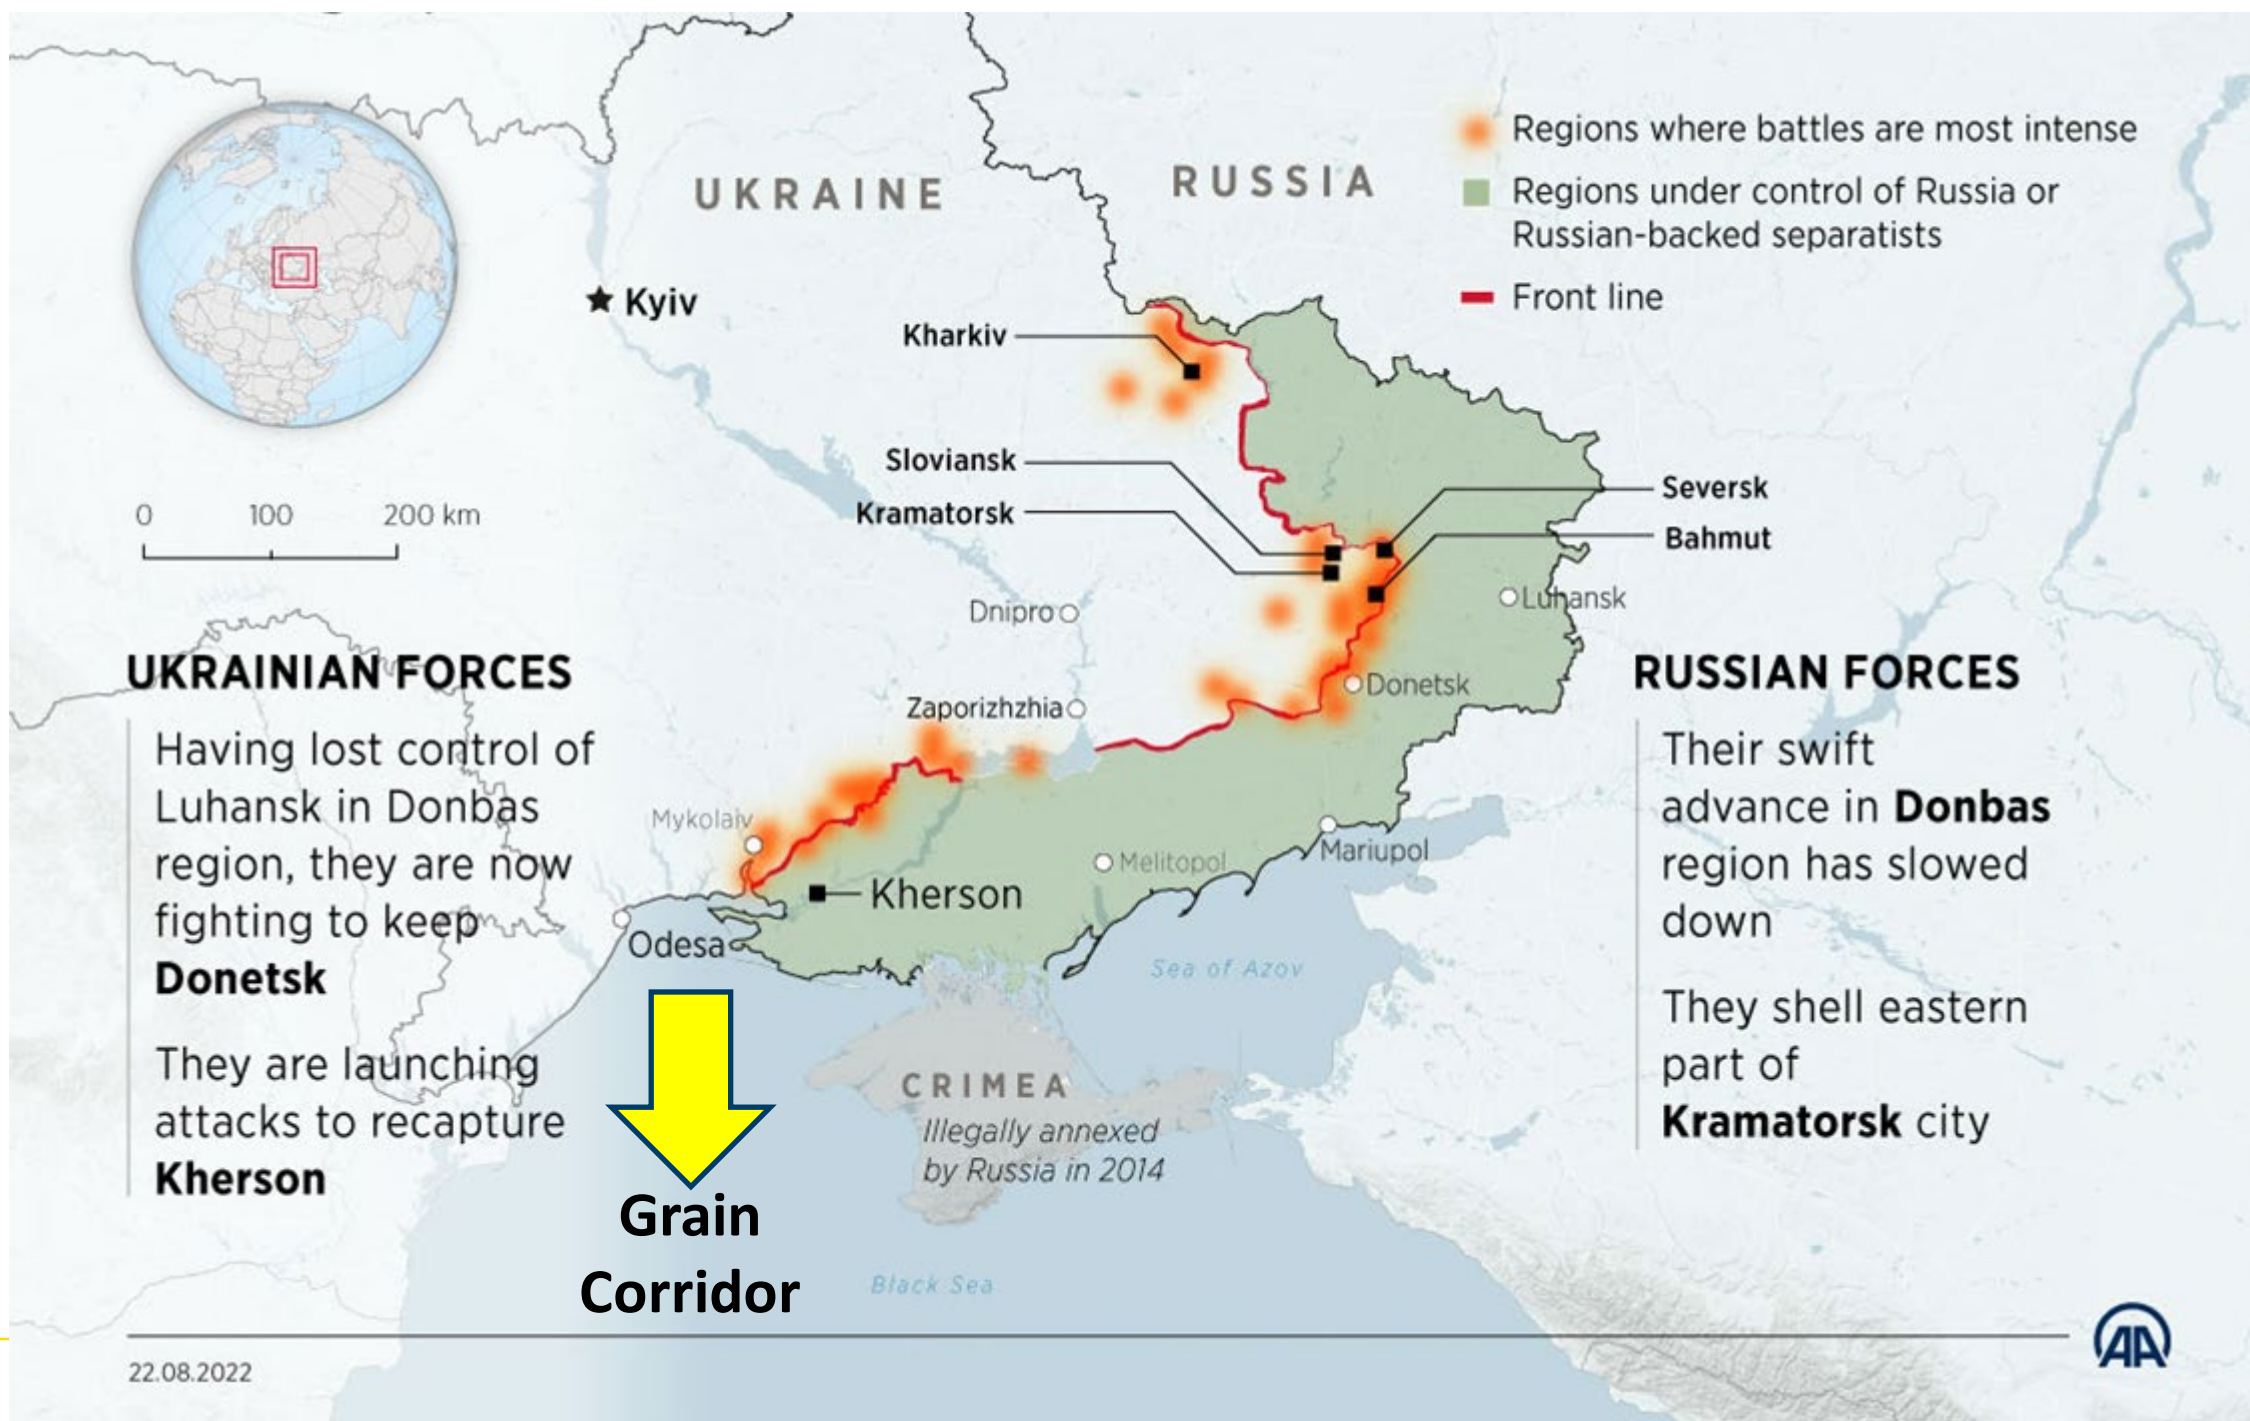 Regions where battles are most intense
Regions under control of Russia or
Russian-backed separatists
Front line
UKRAINE
RUSSIA
Kyiv
Kharkiv
Sloviansk
Kramatorsk
Seversk
Bahmut
0 100 200 km
Dnipro
Luhansk
Zaporizhzhia
Donetsk
Mykolaiv
Melitopol
Mariupol
Kherson
Odesa
Sea of Azov
CRIMEA
Illegally annexed
by Russia in 2014
Black Sea
Grain
Corridor
UKRAINIAN FORCES
Having lost control of
Luhansk in Donbas
region, they are now
fighting to keep
Donetsk
They are launching
attacks to recapture
Kherson
RUSSIAN FORCES
Their swift
advance in Donbas
region has slowed
down
They shell eastern
part of
Kramatorsk city
22.08.2022
AA